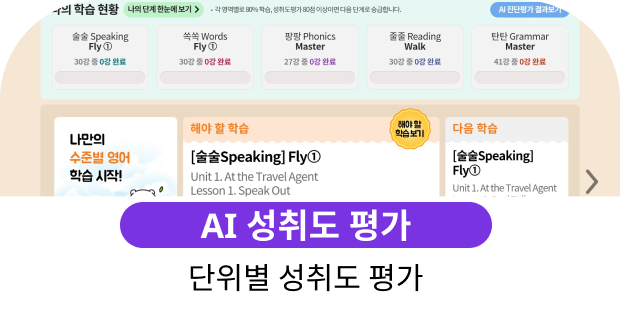 나의 학습 현황 나의 단계 한눈에 보기 > • 각 영역별로 80% 학습, 성취도평가 80점 이상이면 다음 단계로 승급합니다. AI 진단평가 결과보기
술술 Speaking 쏙쏙 Words 팡팡 Phonics 줄줄 Reading 탄탄 Grammar
Fly ① Fly ① Master Walk Master
30강 중 0강 완료 30강 중 0강 완료 27강 중 0강 완료 30강 중 0강 완료 41강 중 0강 완료
나만의
수준별 영어
학습 시작!
해야 할 학습
해야 할
학습보기
[술술Speaking] Fly①
Unit 1. At the Travel Agent
Lesson 1. Speak Out
다음 학습
[술술Speaking]
Fly①
Unit 1. At the Travel Agent
AI 성취도 평가
단위별 성취도 평가